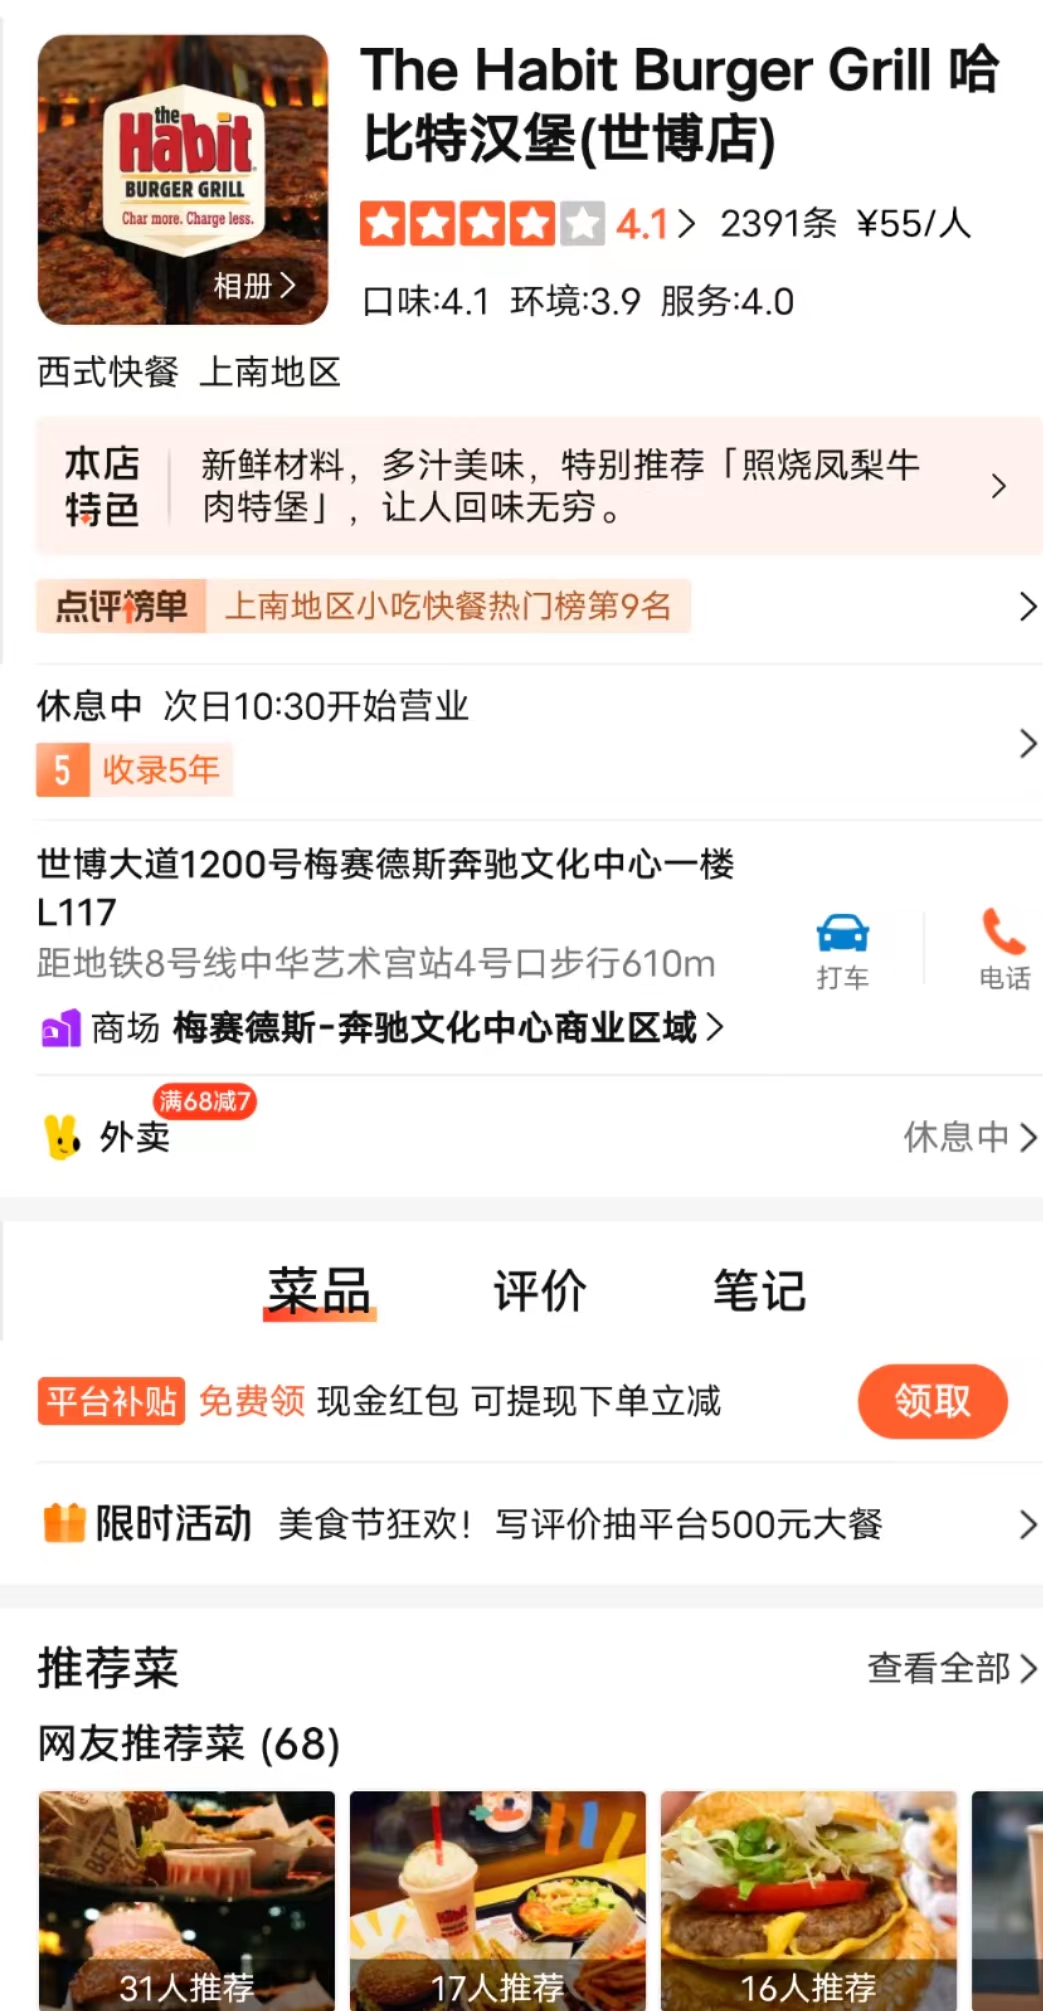 the
Habit
BURGER GRILL
Char more. Charge less.
相册
The Habit Burger Grill 哈
比特汉堡(世博店)
4.1 2391条 ¥55/人
口味:4.1 环境:3.9 服务:4.0
西式快餐 上南地区
本店
特色
新鲜材料，多汁美味，特别推荐「照烧凤梨牛
肉特堡」，让人回味无穷。
点评榜单 上南地区小吃快餐热门榜第9名
休息中 次日10:30开始营业
5 收录5年
世博大道1200号梅赛德斯奔驰文化中心一楼
L117
距地铁8号线中华艺术宫站4号口步行610m
打车
电话
商场 梅赛德斯-奔驰文化中心商业区域
满68减7
外卖 休息中
菜品 评价 笔记
平台补贴 免费领 现金红包 可提现下单立减 领取
限时活动 美食节狂欢！写评价抽平台500元大餐
推荐菜 查看全部
网友推荐菜 (68)
31人推荐 17人推荐 16人推荐